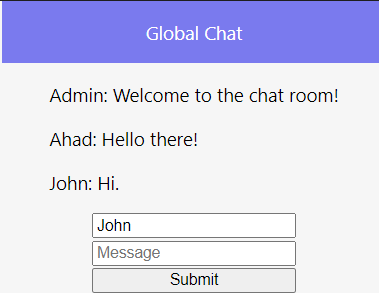 Global Chat
Admin: Welcome to the chat room!
Ahad: Hello there!
John: Hi.
John
Message
Submit